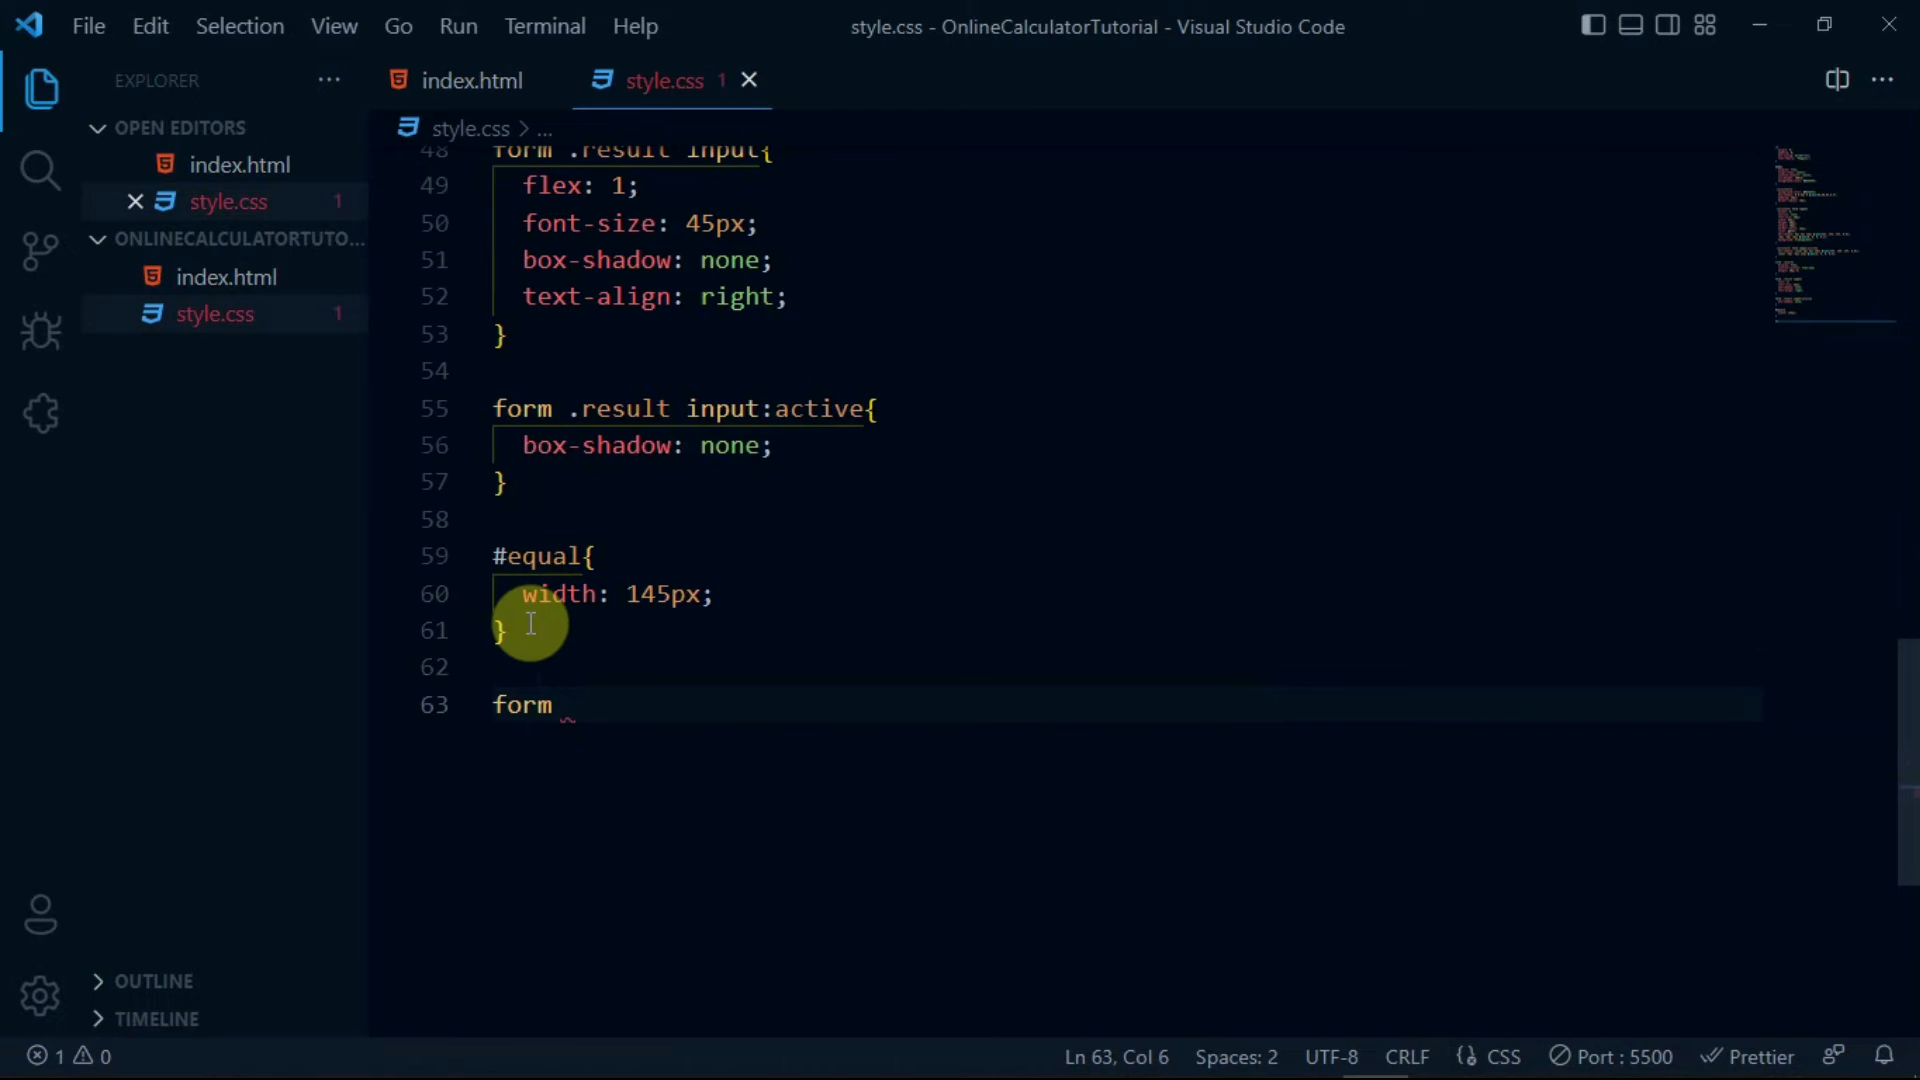 File Edit Selection View Go Run Terminal Help
style.css - OnlineCalculatorTutorial - Visual Studio Code
EXPLORER
index.html
style.css 1
OPEN EDITORS
index.html
style.css 1
ONLINECALCULATORTUTO...
index.html
style.css 1
style.css > ...
48 form .result input{
49 flex: 1;
50 font-size: 45px;
51 box-shadow: none;
52 text-align: right;
53 }
54
55 form .result input:active{
56 box-shadow: none;
57 }
58
59 #equal{
60 width: 145px;
61 }
62
63 form
OUTLINE
TIMELINE
1 0
Ln 63, Col 6 Spaces: 2 UTF-8 CRLF CSS Port : 5500 Prettier